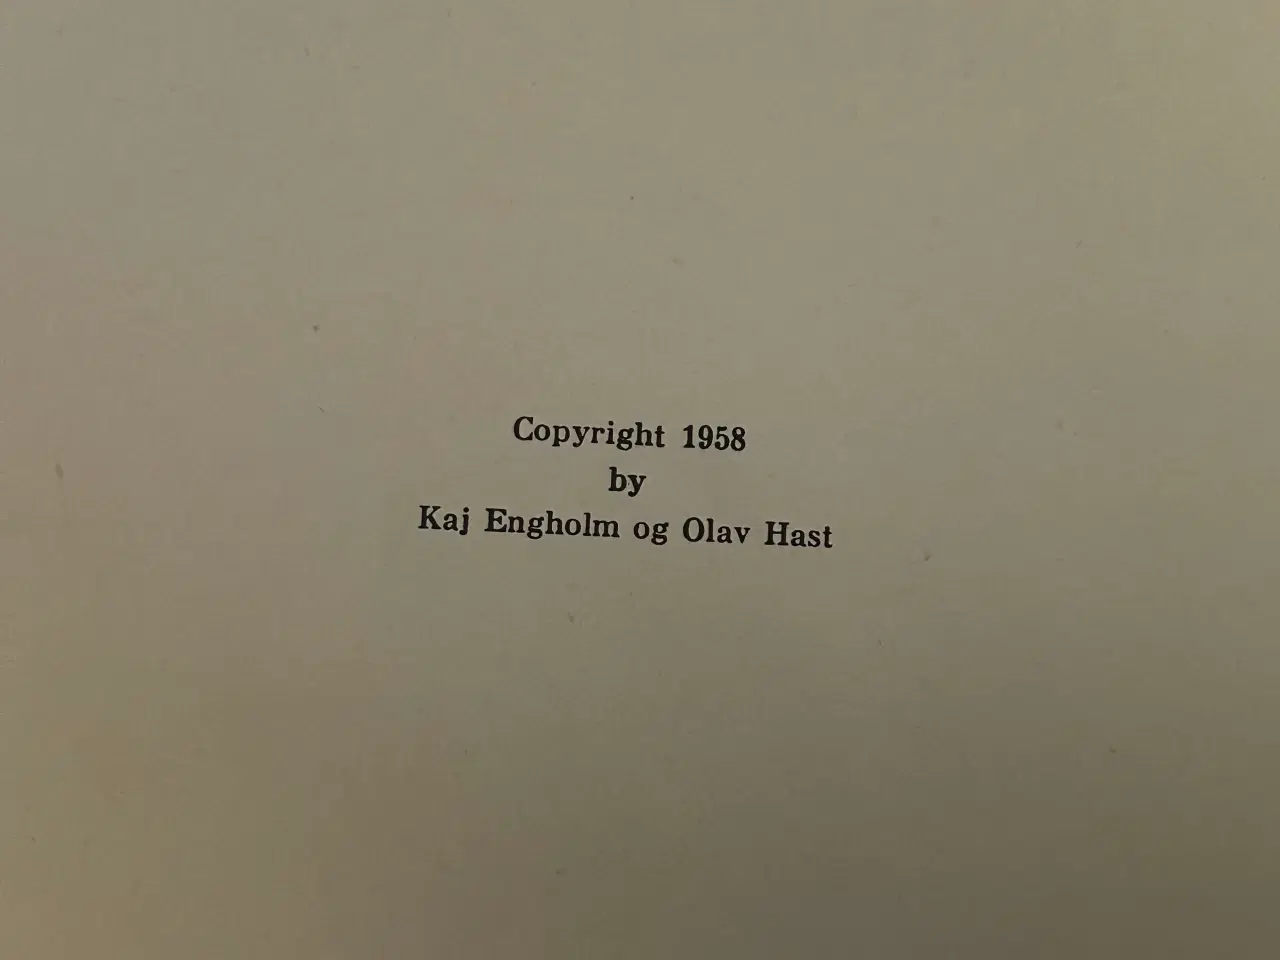 Copyright 1958
by
Kaj Engholm og Olav Hast